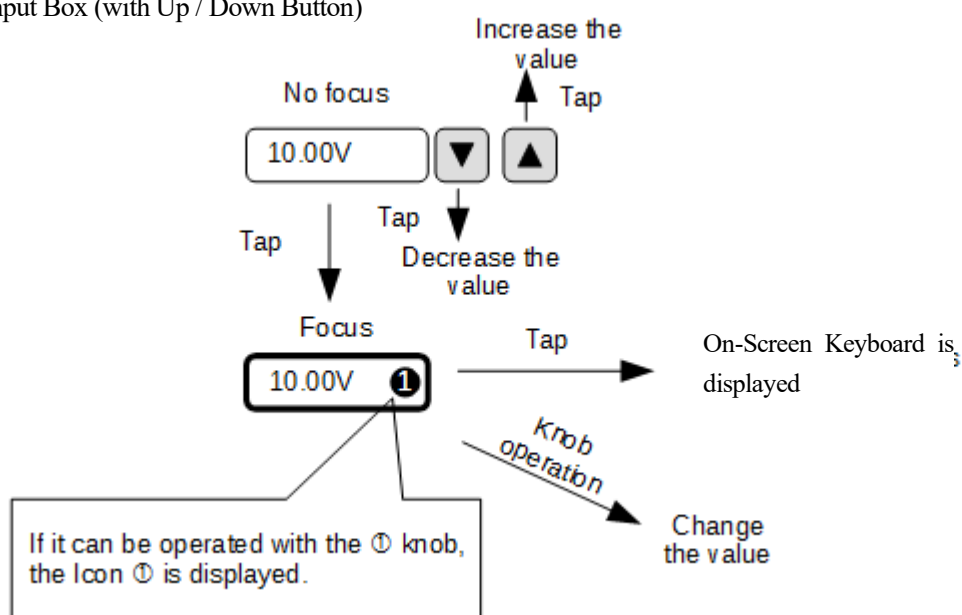 nput Box (with Up / Down Button)
Increase the
value
Tap
No focus
10.00V
▼
▲
Tap
Tap
Decrease the
value
Focus
10.00V ❶
Tap
On-Screen Keyboard is
displayed
Knob
operation
Change
the value
If it can be operated with the ① knob,
the Icon ① is displayed.